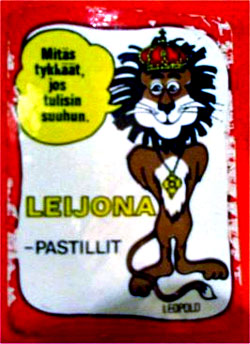 Mitäs
tykkäät,
jos
tulisin
suuhun.
LEIJONA
-PASTILLIT
LEOPOLD